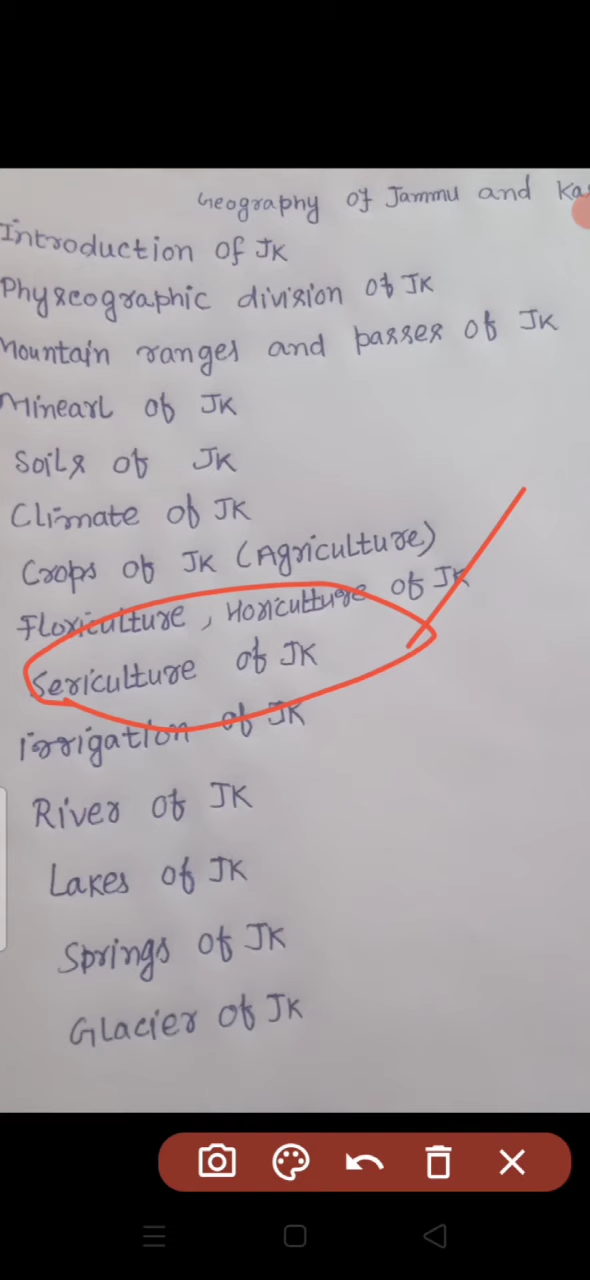 Geography of Jammu and Ka
Introduction of JK
Physeographic division of JK
Mountain ranges and passes of JK
Minearl of JK
Soils of JK
Climate of JK
Crops of JK (Agriculture)
Floriculture, Horiculture of JK
Sericulture of JK
irrigation of JK
River of JK
Lakes of JK
Springs of JK
Glacier of JK